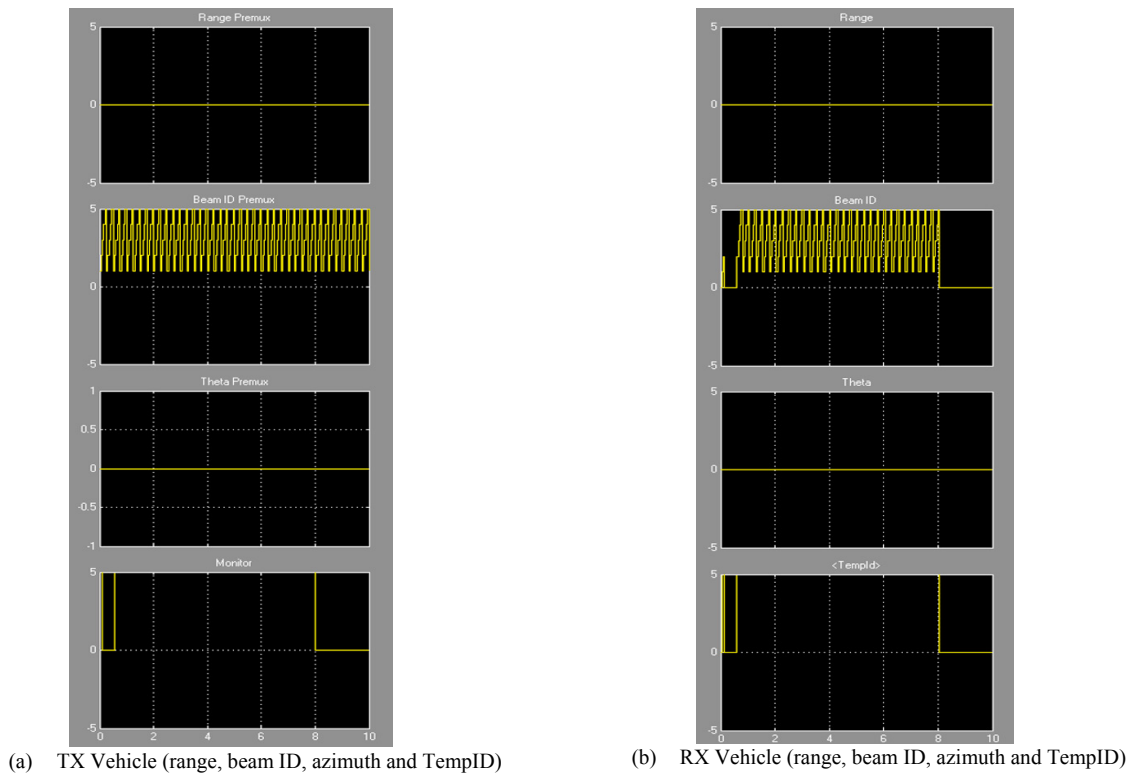 Range Premux
5
0
-5
Beam ID Premux
5
0
-5
Theta Premux
1
0.5
0
-0.5
-1
Monitor
5
0
-5
0 2 4 6 8 10
(a) TX Vehicle (range, beam ID, azimuth and TempID)
Range
5
0
-5
Beam ID
5
0
-5
Theta
5
0
-5
<TempId>
5
0
-5
0 2 4 6 8 10
(b) RX Vehicle (range, beam ID, azimuth and TempID)